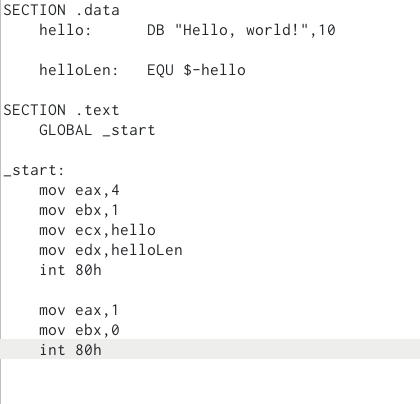 SECTION .data
    hello:      DB "Hello, world!",10

    helloLen:   EQU $-hello

SECTION .text
    GLOBAL _start

_start:
    mov eax,4
    mov ebx,1
    mov ecx,hello
    mov edx,helloLen
    int 80h

    mov eax,1
    mov ebx,0
    int 80h